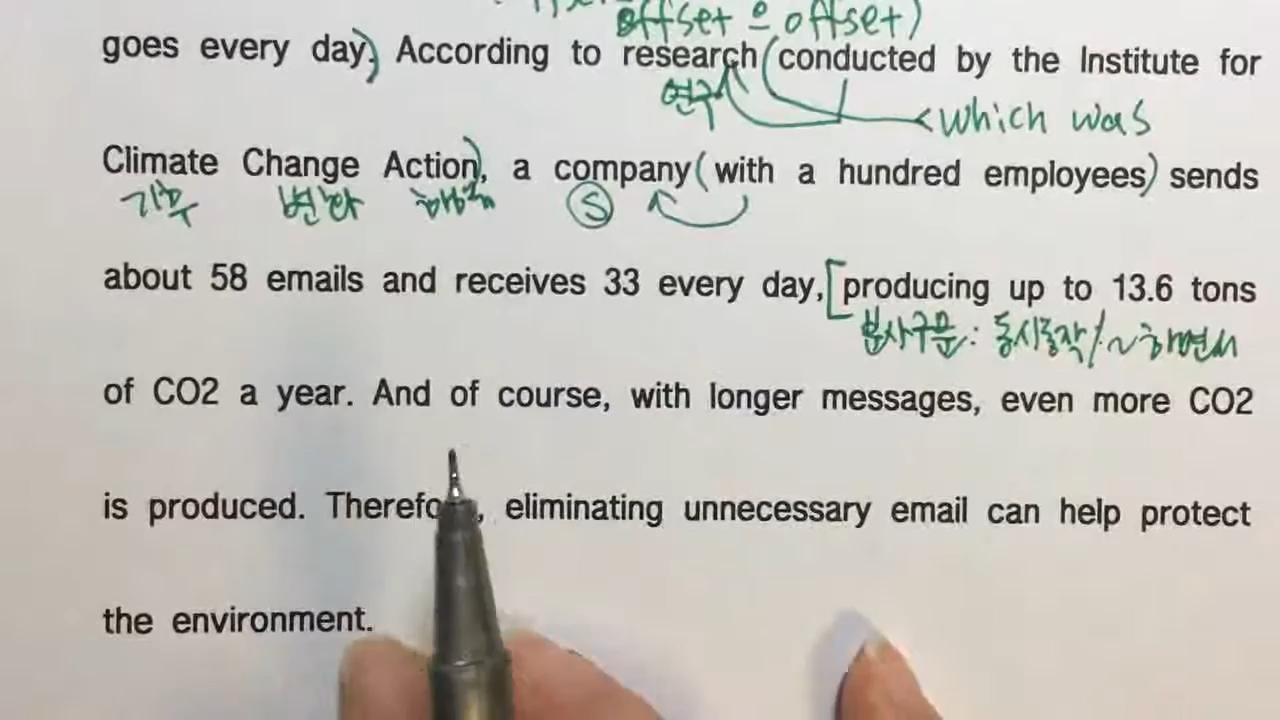 offset - offset)
goes every day) According to research (conducted by the Institute for
연구 which was
Climate Change Action), a company (with a hundred employees) sends
기후 변화 행동 S
about 58 emails and receives 33 every day, [producing up to 13.6 tons
분사구문: 동시동작/~하면서
of CO2 a year. And of course, with longer messages, even more CO2
is produced. , eliminating unnecessary email can help protect
the environment.